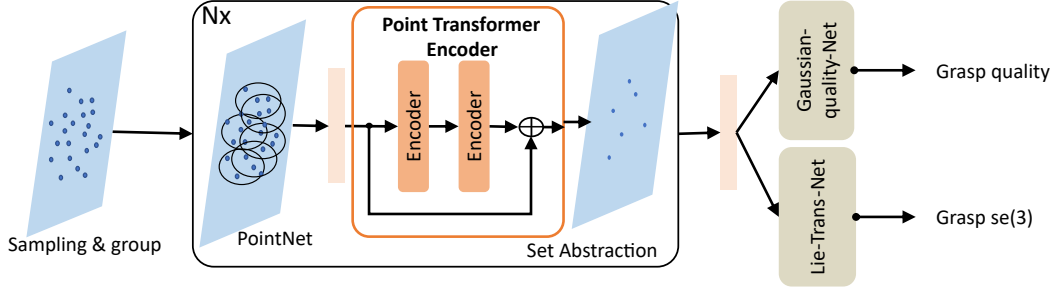 Nx
Point Transformer
Encoder
Encoder
Encoder
Sampling & group
PointNet
Set Abstraction
Gaussian-
quality-Net
Grasp quality
Lie-Trans-Net
Grasp se(3)